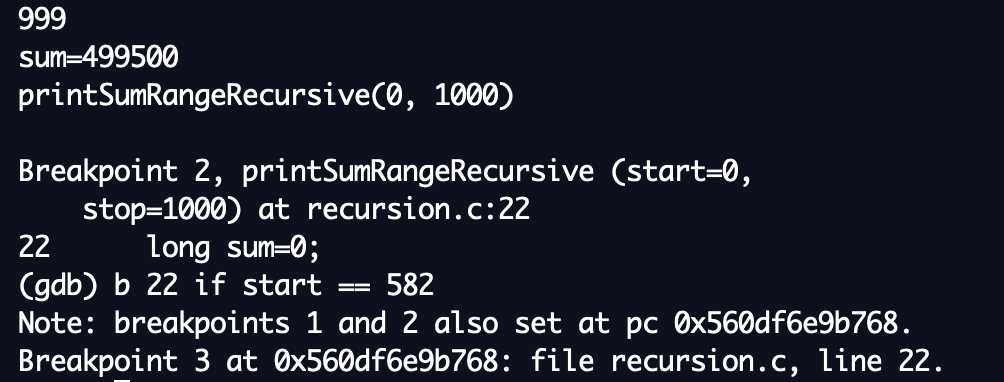 999
sum=499500
printSumRangeRecursive(0, 1000)
Breakpoint 2, printSumRangeRecursive (start=0,
    stop=1000) at recursion.c:22
22      long sum=0;
(gdb) b 22 if start == 582
Note: breakpoints 1 and 2 also set at pc 0x560df6e9b768.
Breakpoint 3 at 0x560df6e9b768: file recursion.c, line 22.